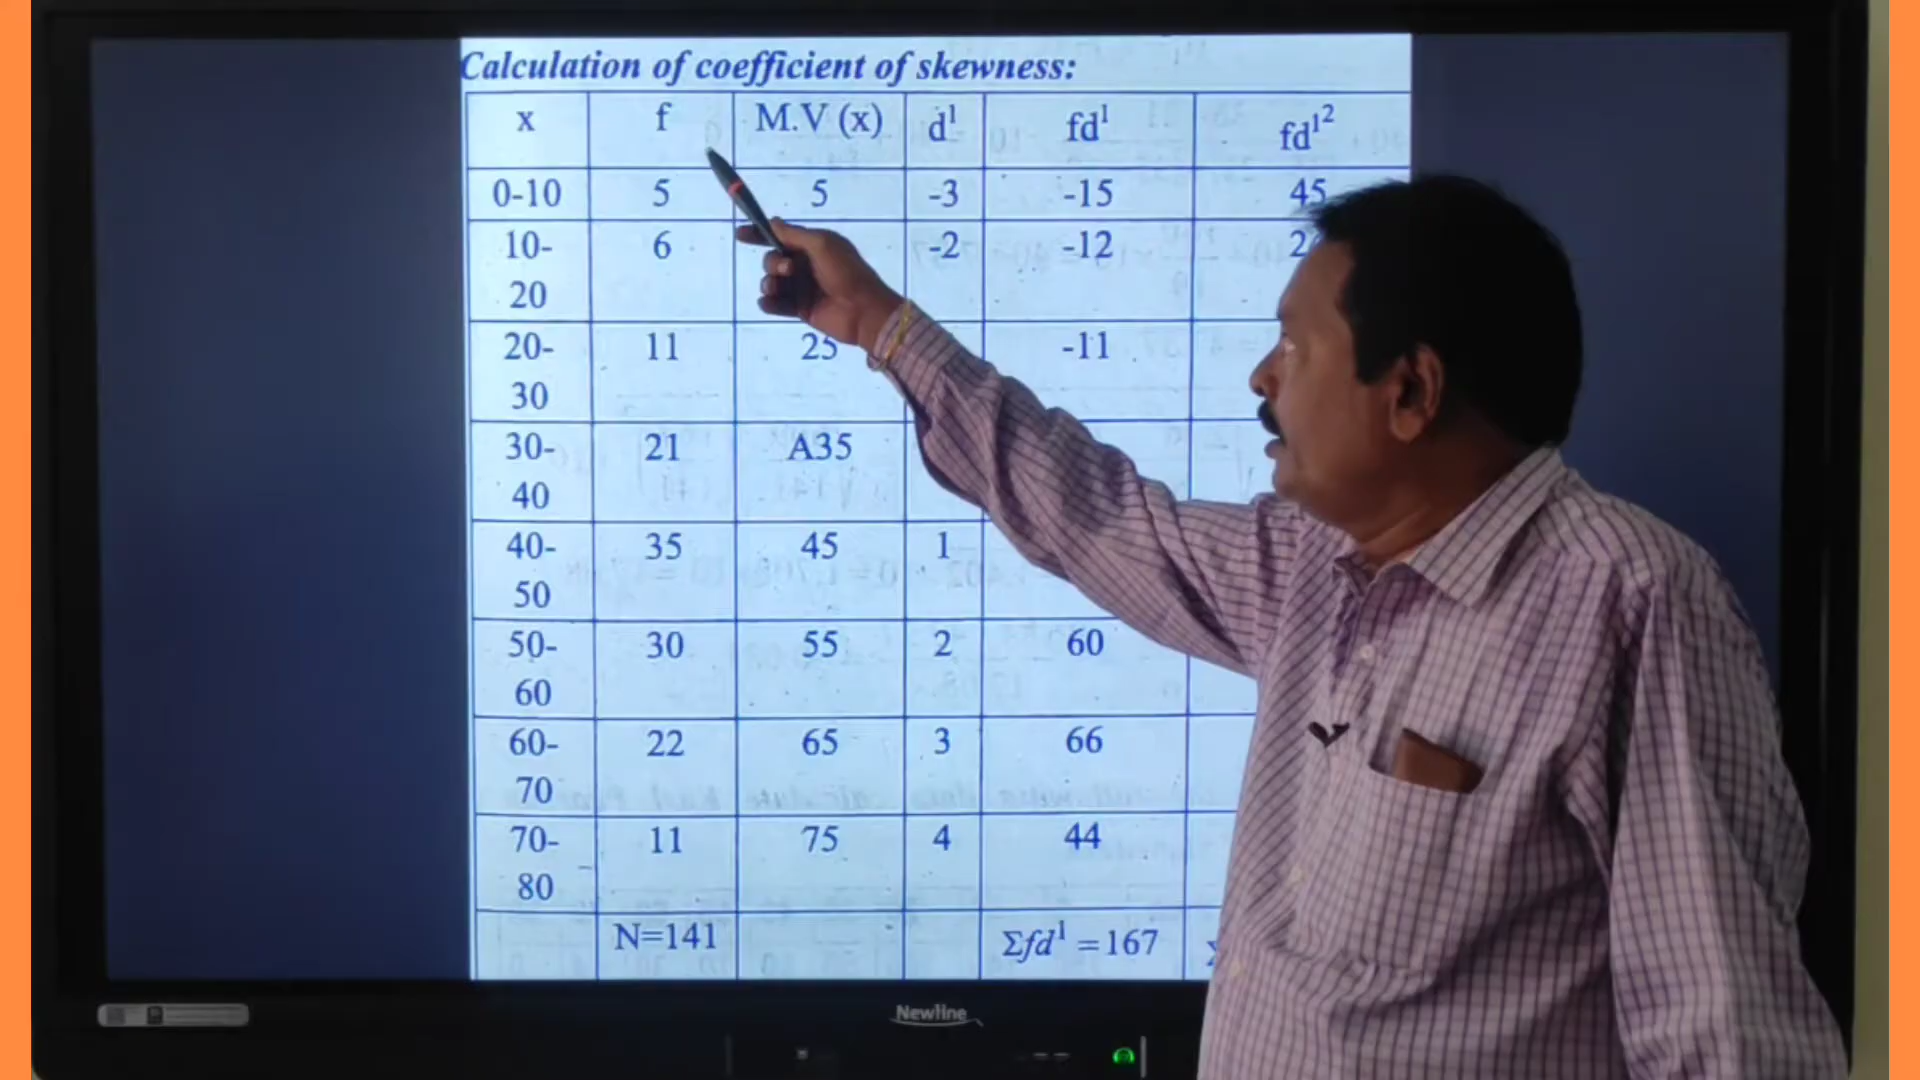 Calculation of coefficient of skewness:
x f M.V (x) d¹ fd¹ fd¹²
0-10 5 5 -3 -15 45
10-
20 6 -2 -12
20-
30 11 25 -11
30-
40 21 A35
40-
50 35 45 1
50-
60 30 55 2 60
60-
70 22 65 3 66
70-
80 11 75 4 44
N=141 Σfd¹ =167
Newline